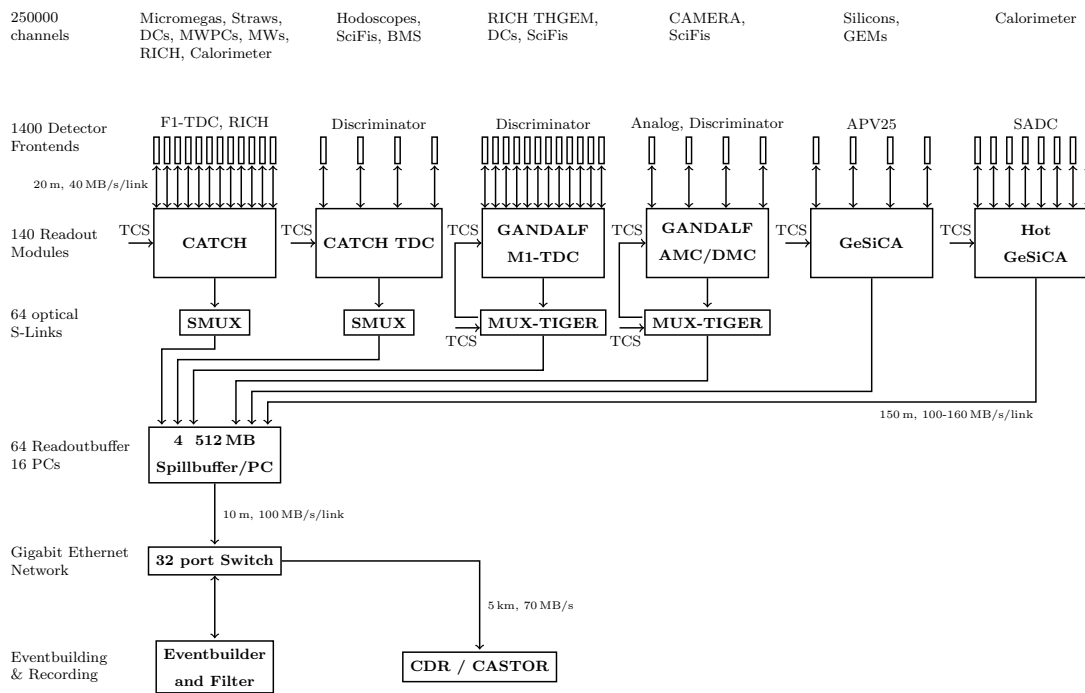 250000
channels
Micromegas, Straws,
DCs, MWPCs, MWs,
RICH, Calorimeter
Hodoscopes,
SciFis, BMS
RICH THGEM,
DCs, SciFis
CAMERA,
SciFis
Silicons,
GEMs
Calorimeter
1400 Detector
Frontends
F1-TDC, RICH
Discriminator
Discriminator
Analog, Discriminator
APV25
SADC
20 m, 40 MB/s/link
140 Readout
Modules
TCS
CATCH
TCS
CATCH TDC
TCS
GANDALF
M1-TDC
TCS
GANDALF
AMC/DMC
TCS
GeSiCA
TCS
Hot
GeSiCA
64 optical
S-Links
SMUX
SMUX
MUX-TIGER
TCS
MUX-TIGER
TCS
150 m, 100-160 MB/s/link
64 Readoutbuffer
16 PCs
4 512 MB
Spillbuffer/PC
10 m, 100 MB/s/link
Gigabit Ethernet
Network
32 port Switch
5 km, 70 MB/s
Eventbuilding
& Recording
Eventbuilder
and Filter
CDR / CASTOR